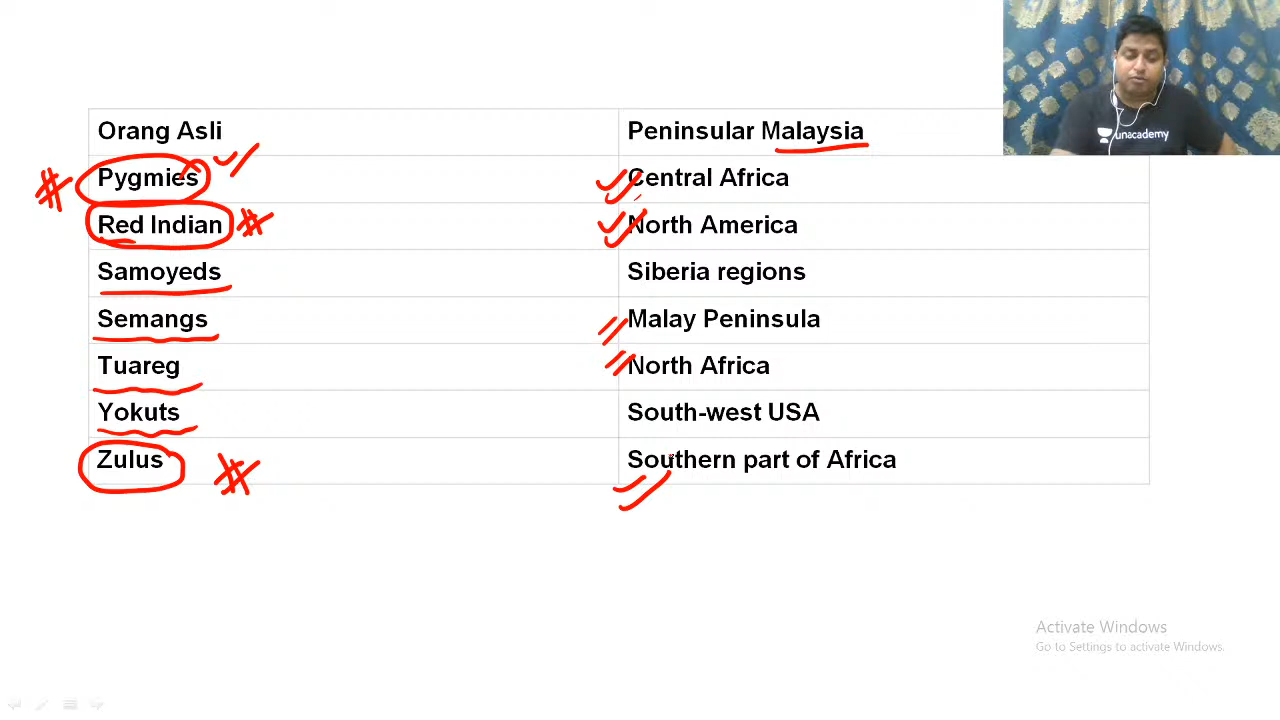 Orang Asli Peninsular Malaysia
Pygmies Central Africa
Red Indian North America
Samoyeds Siberia regions
Semangs Malay Peninsula
Tuareg North Africa
Yokuts South-west USA
Zulus Southern part of Africa
unacademy
Activate Windows
Go to Settings to activate Windows.